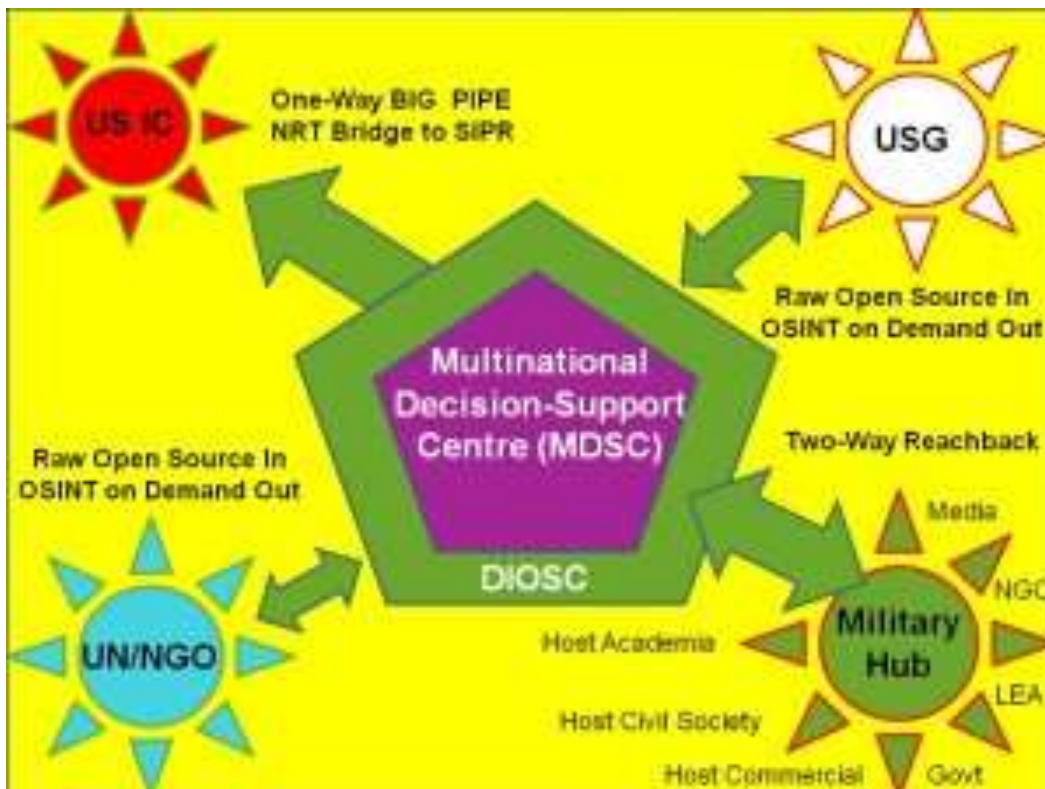 US IC
One-Way BIG PIPE
NRT Bridge to SIPR
USG
Raw Open Source In
OSINT on Demand Out
Multinational
Decision-Support
Centre (MDSC)
DIOSC
Two-Way Reachback
Raw Open Source In
OSINT on Demand Out
UN/NGO
Media
NGO
Military
Hub
Host Academia
LEA
Host Civil Society
Host Commercial
Govt